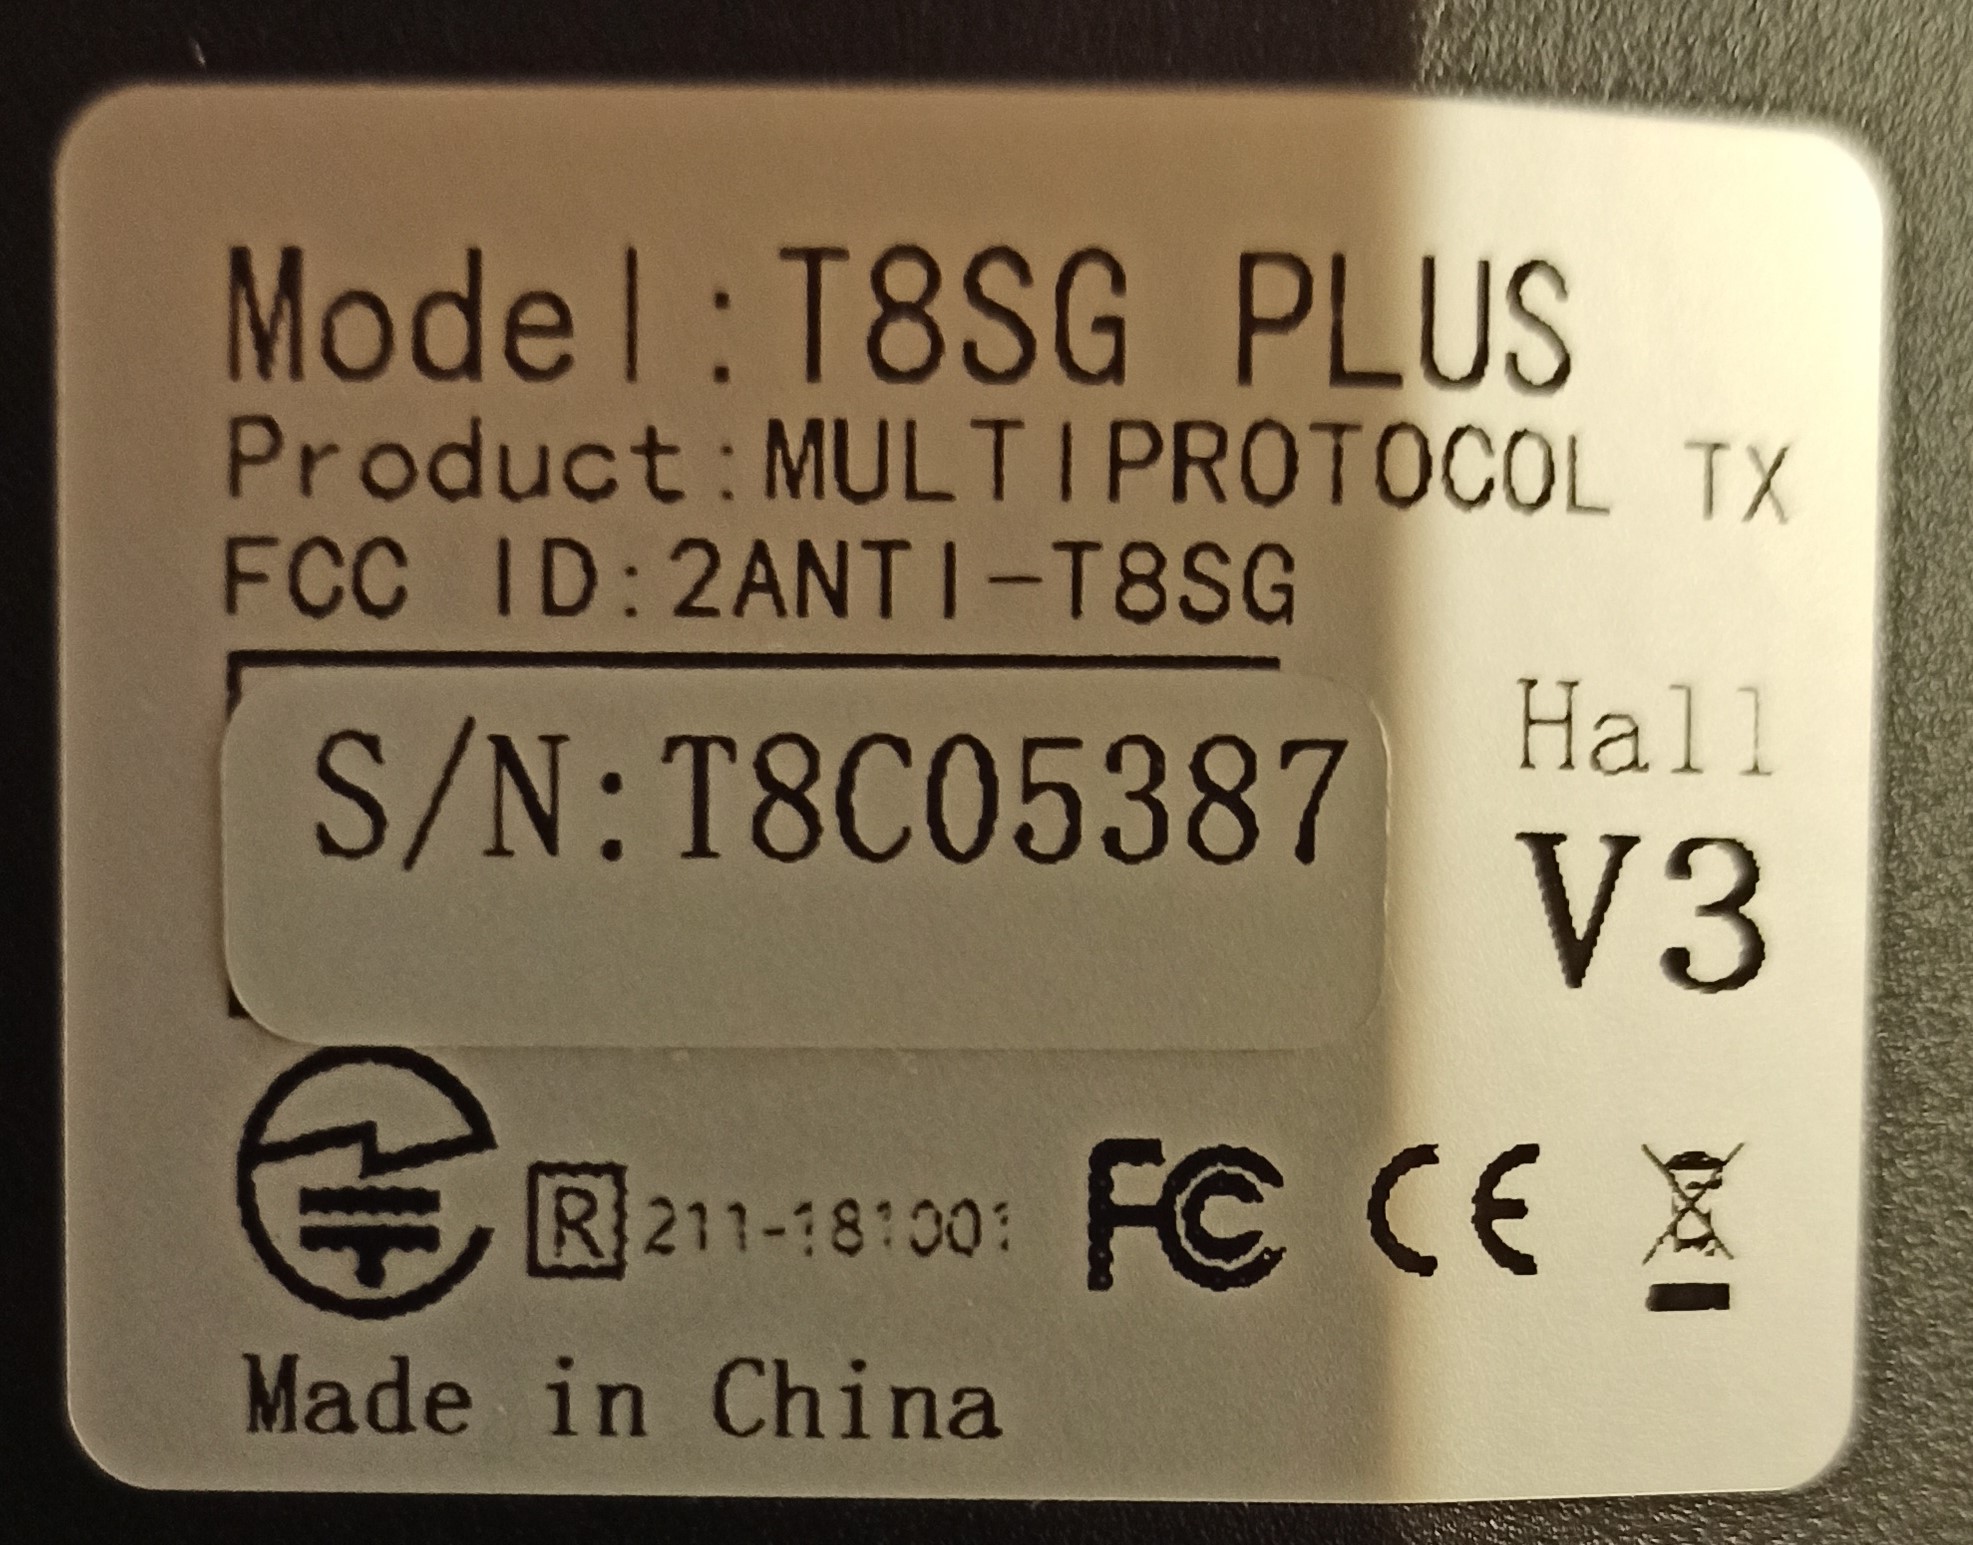 Model:T8SG PLUS
Product:MULTIPROTOCOL TX
FCC ID:2ANTI-T8SG
S/N:T8C05387
Hall
V3
R 211-181001
FC CE
Made in China